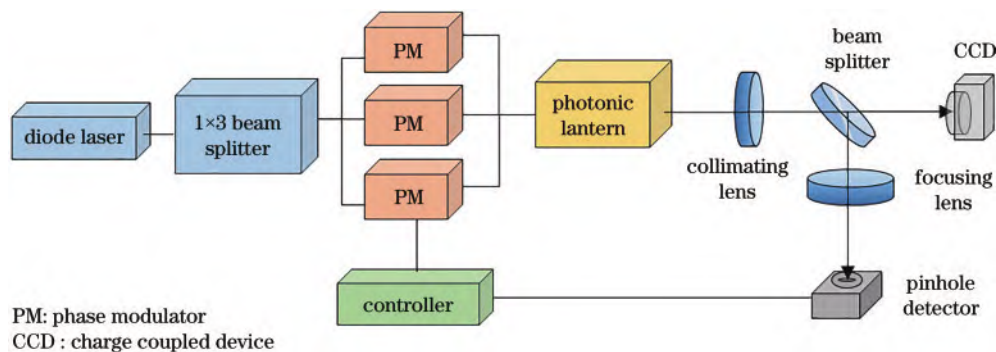 diode laser
1×3 beam
splitter
PM
PM
PM
photonic
lantern
collimating
lens
beam
splitter
CCD
focusing
lens
pinhole
detector
controller
PM: phase modulator
CCD : charge coupled device